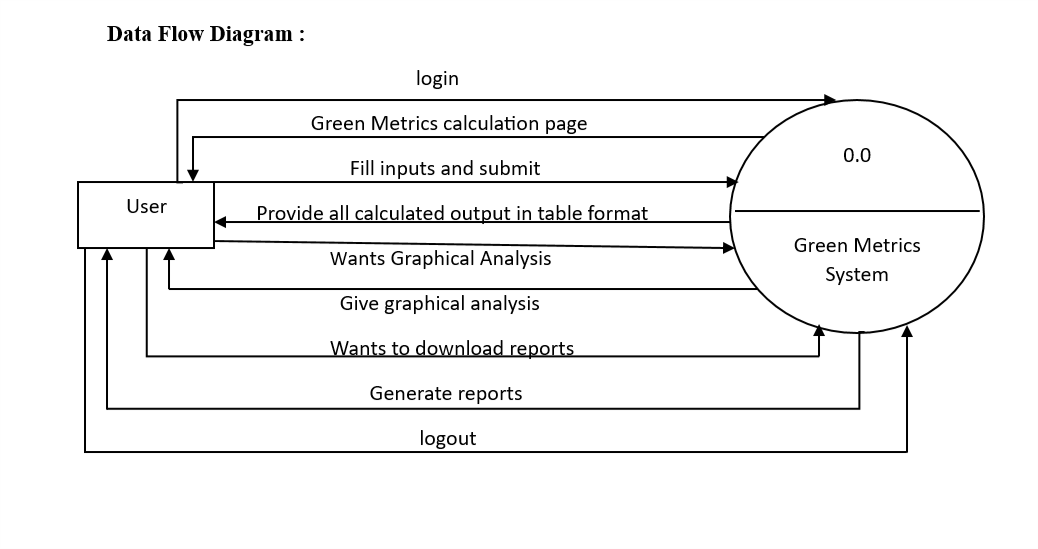 Data Flow Diagram :
login
Green Metrics calculation page
0.0
Fill inputs and submit
User
Provide all calculated output in table format
Green Metrics
System
Wants Graphical Analysis
Give graphical analysis
Wants to download reports
Generate reports
logout